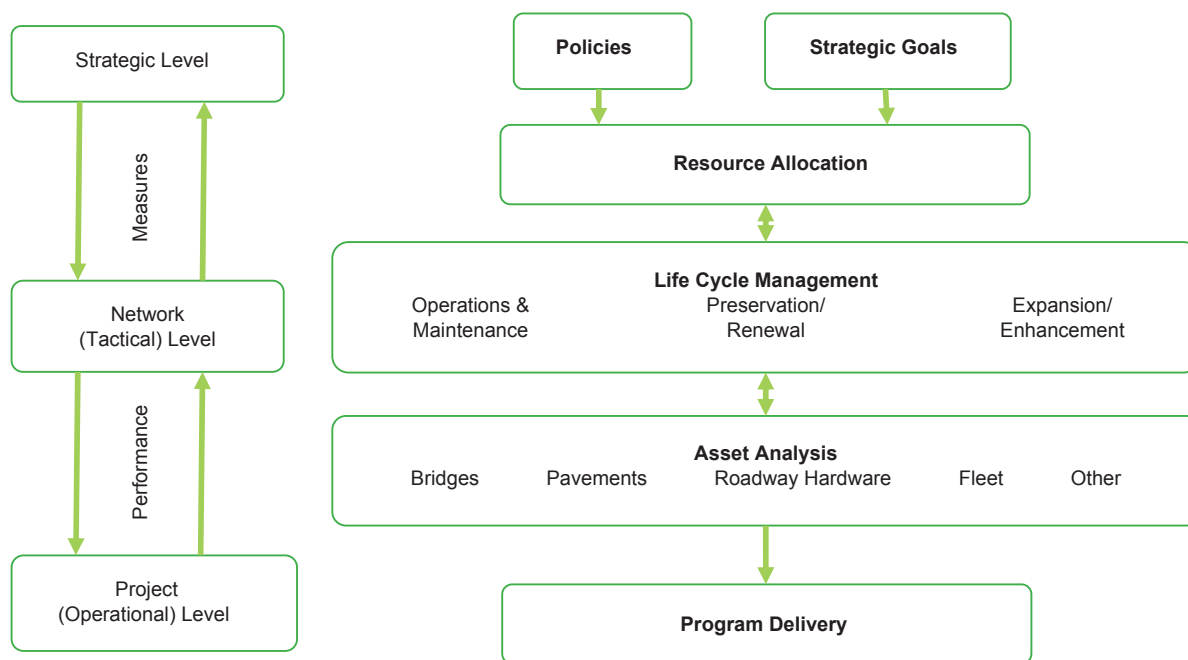 Strategic Level
Measures
Network
(Tactical) Level
Performance
Project
(Operational) Level
Policies
Strategic Goals
Resource Allocation
Life Cycle Management
Operations &
Maintenance
Preservation/
Renewal
Expansion/
Enhancement
Asset Analysis
Bridges
Pavements
Roadway Hardware
Fleet
Other
Program Delivery